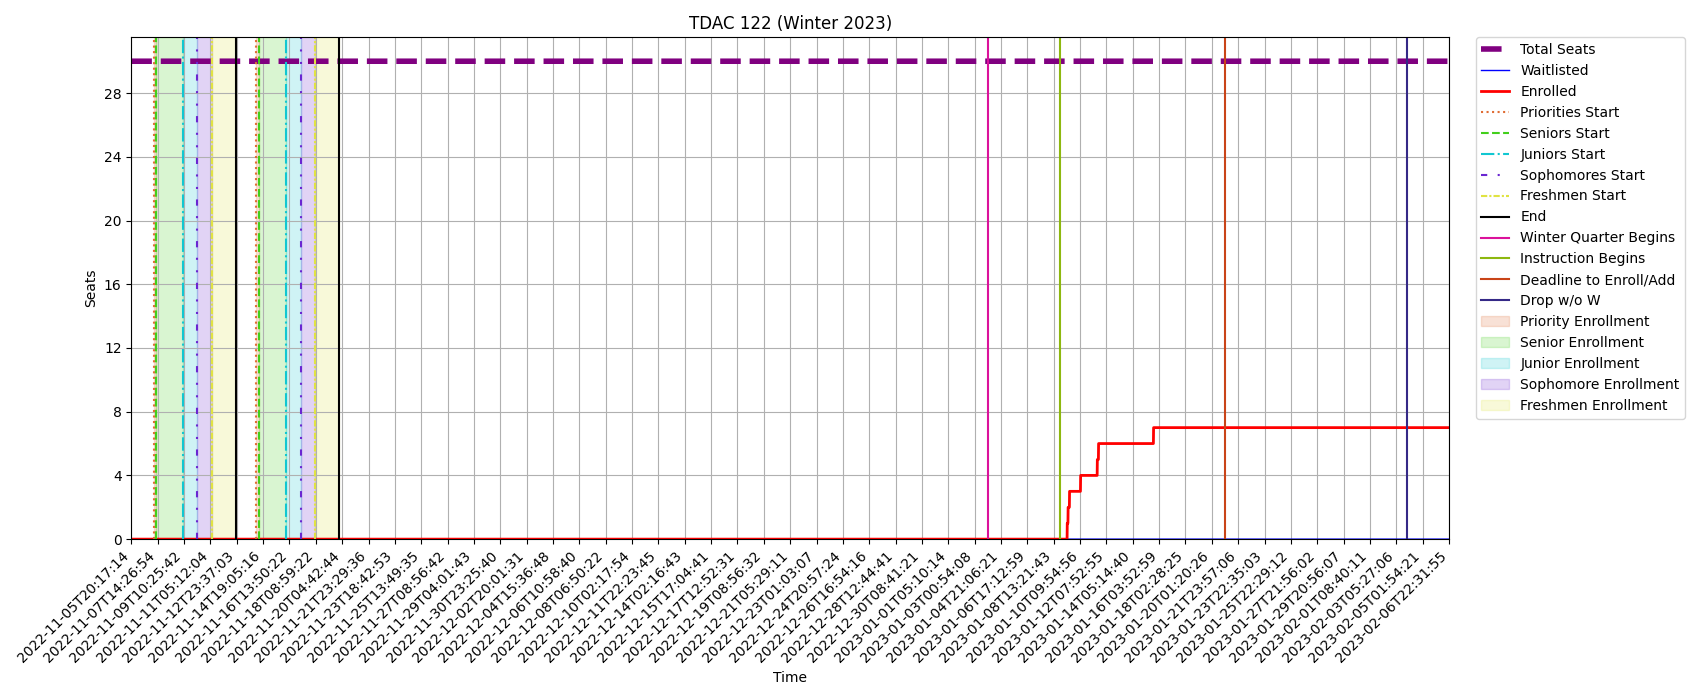 TDAC 122 (Winter 2023)
Seats
28
24
20
16
12
8
4
0
2022-11-05T20:17:14
2022-11-07T14:26:54
2022-11-09T10:25:42
2022-11-11T05:12:04
2022-11-12T23:37:03
2022-11-14T19:05:16
2022-11-16T13:50:22
2022-11-18T08:59:22
2022-11-20T04:42:44
2022-11-21T23:29:36
2022-11-23T18:42:53
2022-11-25T13:49:35
2022-11-27T08:56:42
2022-11-29T04:01:43
2022-11-30T23:25:40
2022-12-02T20:01:31
2022-12-04T15:36:48
2022-12-06T10:58:40
2022-12-08T06:50:22
2022-12-10T02:17:54
2022-12-11T22:23:45
2022-12-14T02:16:43
2022-12-15T17:04:41
2022-12-17T12:52:31
2022-12-19T08:56:32
2022-12-21T05:29:11
2022-12-23T01:03:07
2022-12-24T20:57:24
2022-12-26T16:54:16
2022-12-28T12:44:41
2022-12-30T08:41:21
2023-01-01T05:10:14
2023-01-03T00:54:08
2023-01-04T21:06:21
2023-01-06T17:12:59
2023-01-08T13:21:43
2023-01-10T09:54:56
2023-01-12T07:52:55
2023-01-14T05:14:40
2023-01-16T03:52:59
2023-01-18T02:28:25
2023-01-20T01:20:26
2023-01-21T23:57:06
2023-01-23T22:35:03
2023-01-25T22:29:12
2023-01-27T21:56:02
2023-01-29T20:56:07
2023-02-01T08:40:11
2023-02-03T05:27:06
2023-02-05T01:54:21
2023-02-06T22:31:55
Time
Total Seats
Waitlisted
Enrolled
Priorities Start
Seniors Start
Juniors Start
Sophomores Start
Freshmen Start
End
Winter Quarter Begins
Instruction Begins
Deadline to Enroll/Add
Drop w/o W
Priority Enrollment
Senior Enrollment
Junior Enrollment
Sophomore Enrollment
Freshmen Enrollment